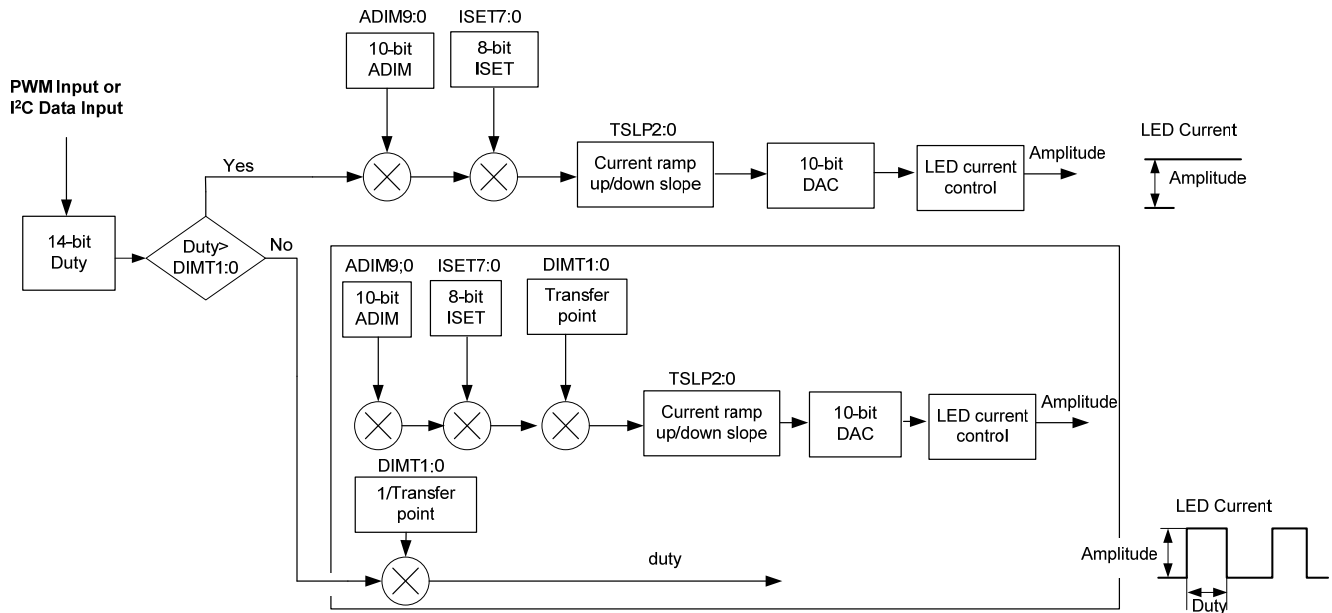 ADIM9:0
ISET7:0
10-bit
ADIM
8-bit
ISET
PWM Input or
I²C Data Input
TSLP2:0
LED Current
Yes
Current ramp
up/down slope
10-bit
DAC
LED current
control
Amplitude
Amplitude
14-bit
Duty
Duty>
DIMT1:0
No
ADIM9;0
ISET7:0
DIMT1:0
10-bit
ADIM
8-bit
ISET
Transfer
point
TSLP2:0
Current ramp
up/down slope
10-bit
DAC
LED current
control
Amplitude
DIMT1:0
1/Transfer
point
LED Current
duty
Amplitude
Duty